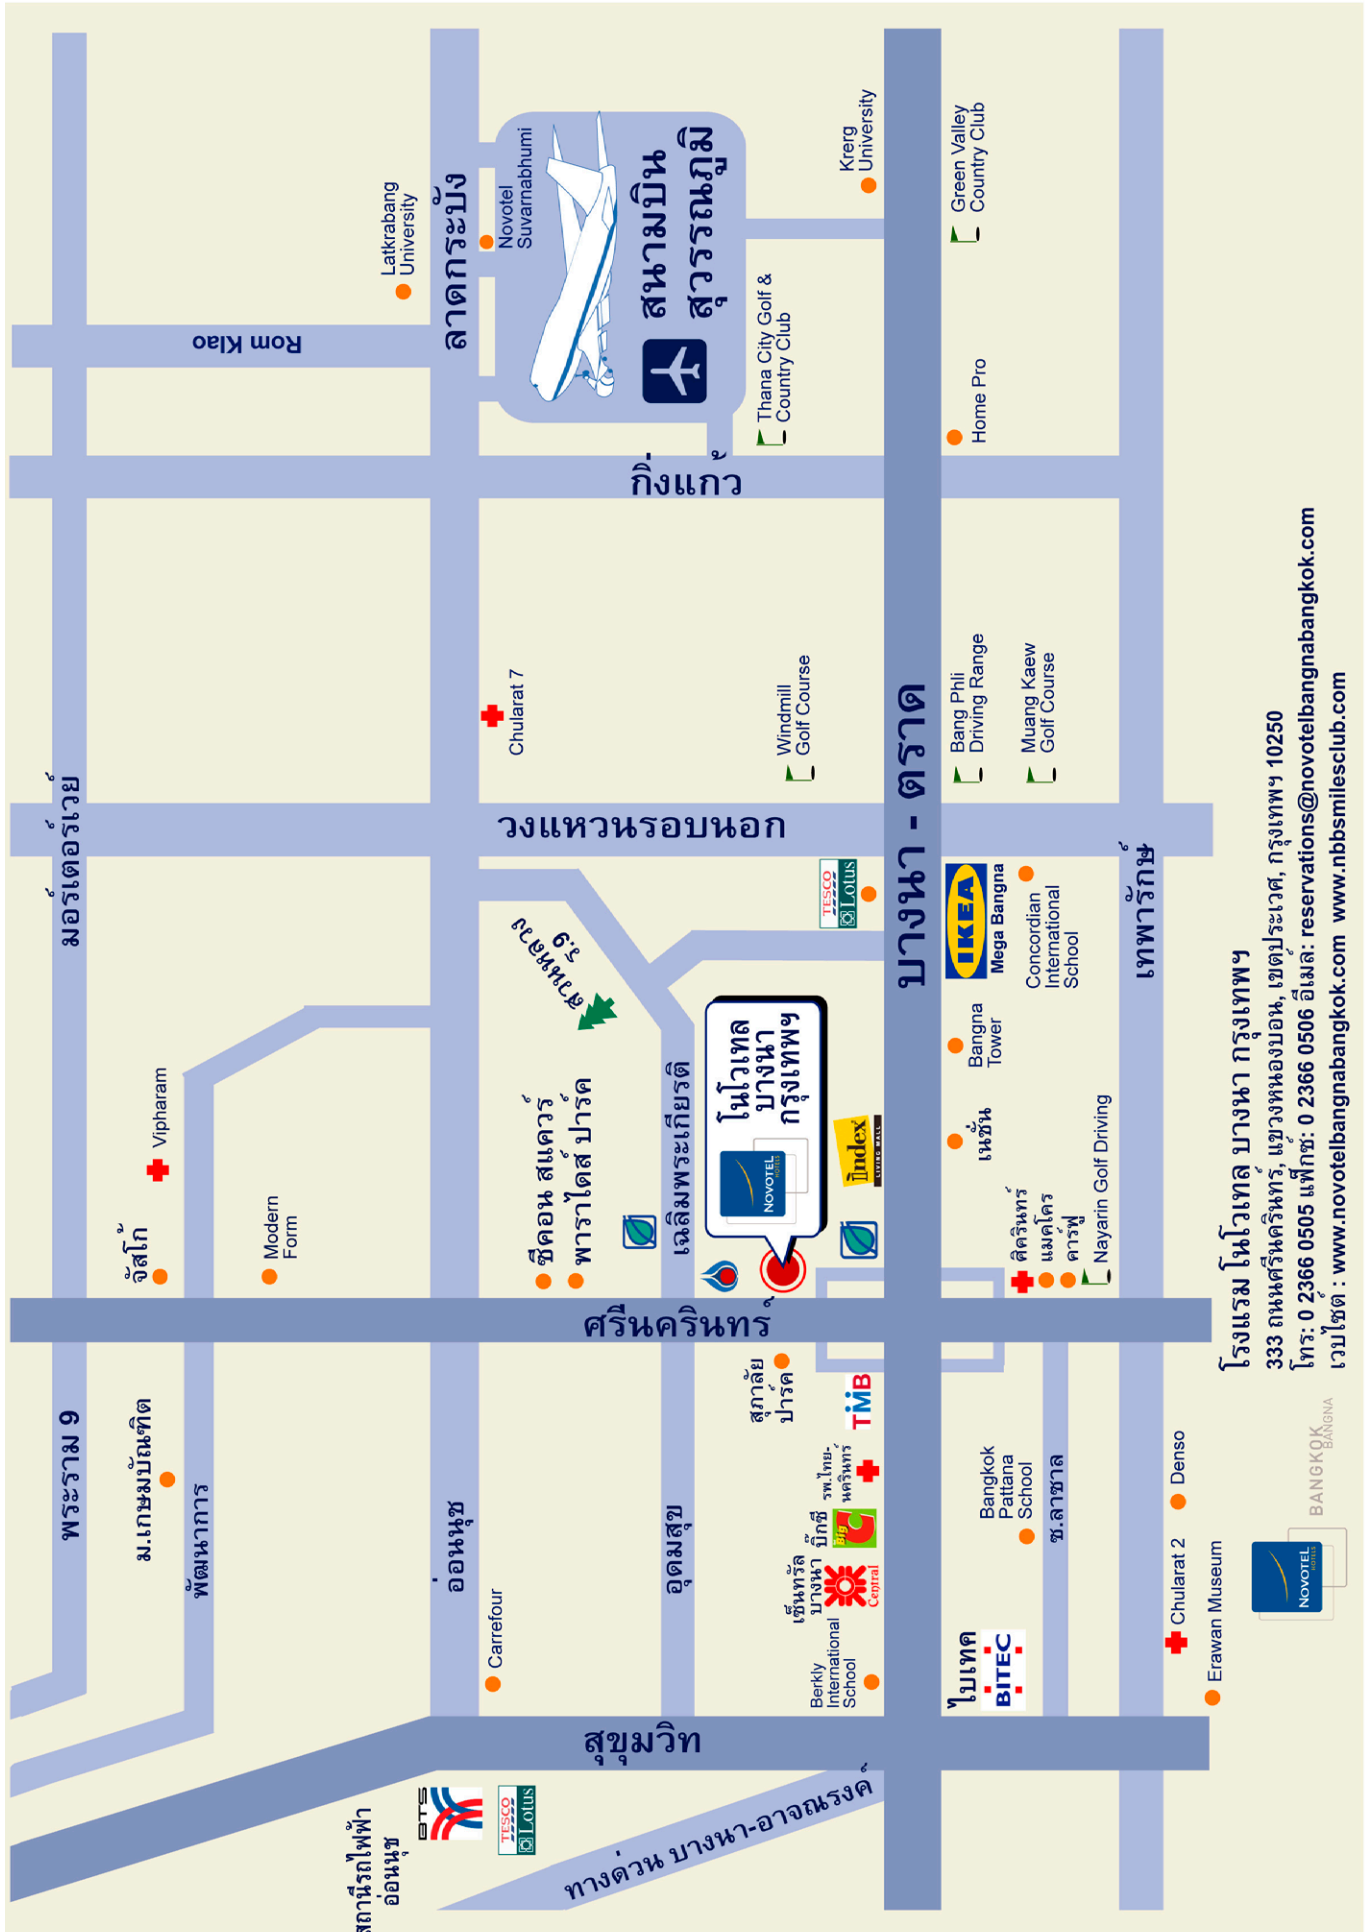 มอร์เตอร์เวย์
พระราม 9
Rom Klao
Latkrabang
University
ลาดกระบัง
Novotel
Suvarnabhumi
สนามบิน
สุวรรณภูมิ
Krerg
University
Green Valley
Country Club
Thana City Golf &
Country Club
Home Pro
กิ่งแก้ว
Chularat 7
Windmill
Golf Course
Bang Phli
Driving Range
Muang Kaew
Golf Course
วงแหวนรอบนอก
บางนา - ตราด
เทพารักษ์
TESCO
Lotus
IKEA
Mega Bangna
Concordian
International
School
สวนหลวง
ร.9
Bangna
Tower
เนชั่น
Vipharam
จัสโก้
Modern
Form
ซีคอน สแควร์
พาราไดส์ ปาร์ค
เฉลิมพระเกียรติ
NOVOTEL
HOTELS
โนโวเทล
บางนา
กรุงเทพฯ
Index
LIVING MALL
ศิครินทร์
แมคโคร
คาร์ฟู
Nayarin Golf Driving
ศรีนครินทร์
ม.เกษมบัณฑิต
พัฒนาการ
อ่อนนุช
อุดมสุข
สุภาลัย
ปาร์ค
TMB
รพ.ไทย-
นครินทร์
บิ๊กซี
Big C
เซ็นทรัล
บางนา
Central
Berkly
International
School
Bangkok
Pattana
School
ซ.ลาซาล
ไบเทค
BITEC
Denso
Chularat 2
Erawan Museum
Carrefour
สุขุมวิท
สถานีรถไฟฟ้า
อ่อนนุช
BTS
TESCO
Lotus
ทางด่วน บางนา-อาจณรงค์
โรงแรม โนโวเทล บางนา กรุงเทพฯ
333 ถนนศรีนครินทร์, แขวงหนองบอน, เขตประเวศ, กรุงเทพฯ 10250
โทร: 0 2366 0505 แฟ็กซ์: 0 2366 0506 อีเมล์: reservations@novotelbangnabangkok.com
เวบไซต์ : www.novotelbangnabangkok.com www.nbbsmilesclub.com
NOVOTEL
HOTELS
BANGKOK
BANGNA